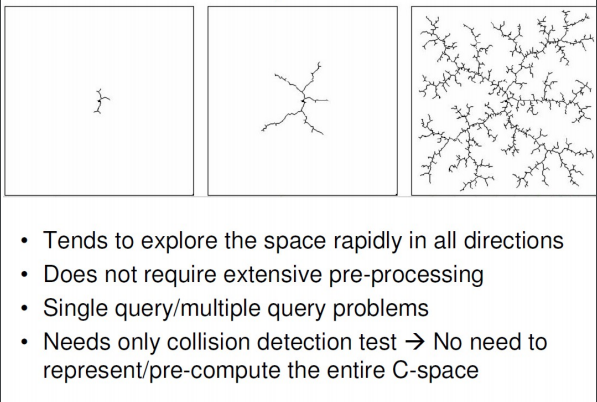 • Tends to explore the space rapidly in all directions
• Does not require extensive pre-processing
• Single query/multiple query problems
• Needs only collision detection test → No need to
represent/pre-compute the entire C-space